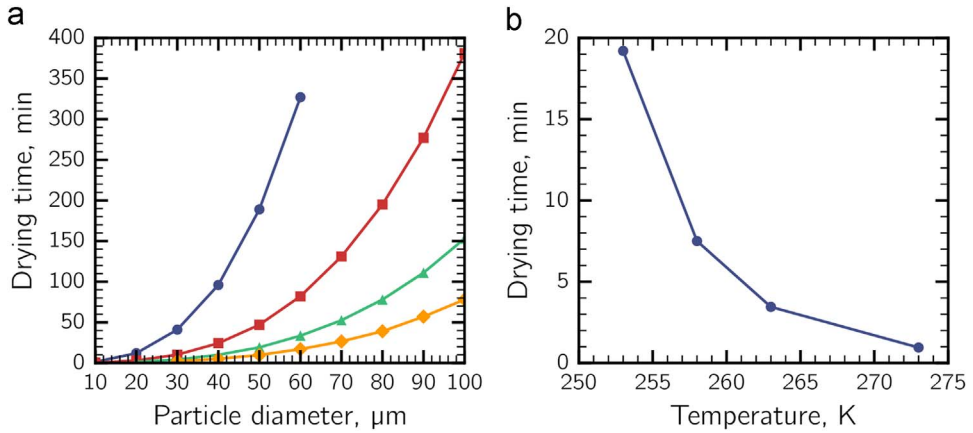 a
400
350
300
250
200
150
100
50
0
10 20 30 40 50 60 70 80 90 100
Drying time, min
Particle diameter, μm
b
20
15
10
5
0
250 255 260 265 270 275
Drying time, min
Temperature, K